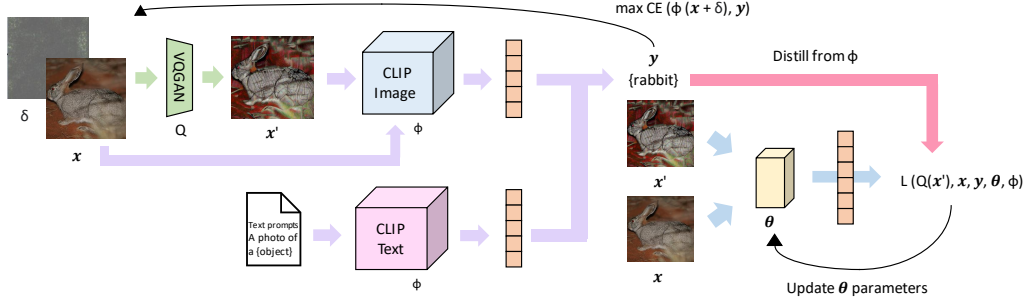 max CE (ϕ (x + δ), y)
δ
x
VQGAN
Q
x'
CLIP
Image
ϕ
y
{rabbit}
Distill from ϕ
x'
x
θ
L (Q(x'), x, y, θ, ϕ)
Text prompts
A photo of
a {object}
CLIP
Text
ϕ
Update θ parameters